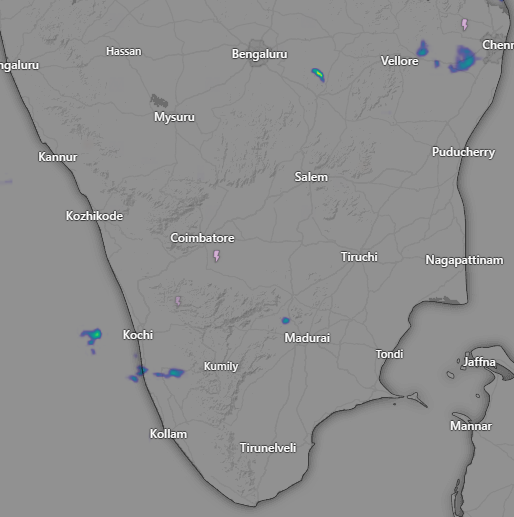 Hassan
Bengaluru
Chenn
ngaluru
Vellore
Mysuru
Kannur
Puducherry
Salem
Kozhikode
Coimbatore
Tiruchi
Nagapattinam
Kochi
Madurai
Tondi
Kumily
Jaffna
Mannar
Kollam
Tirunelveli